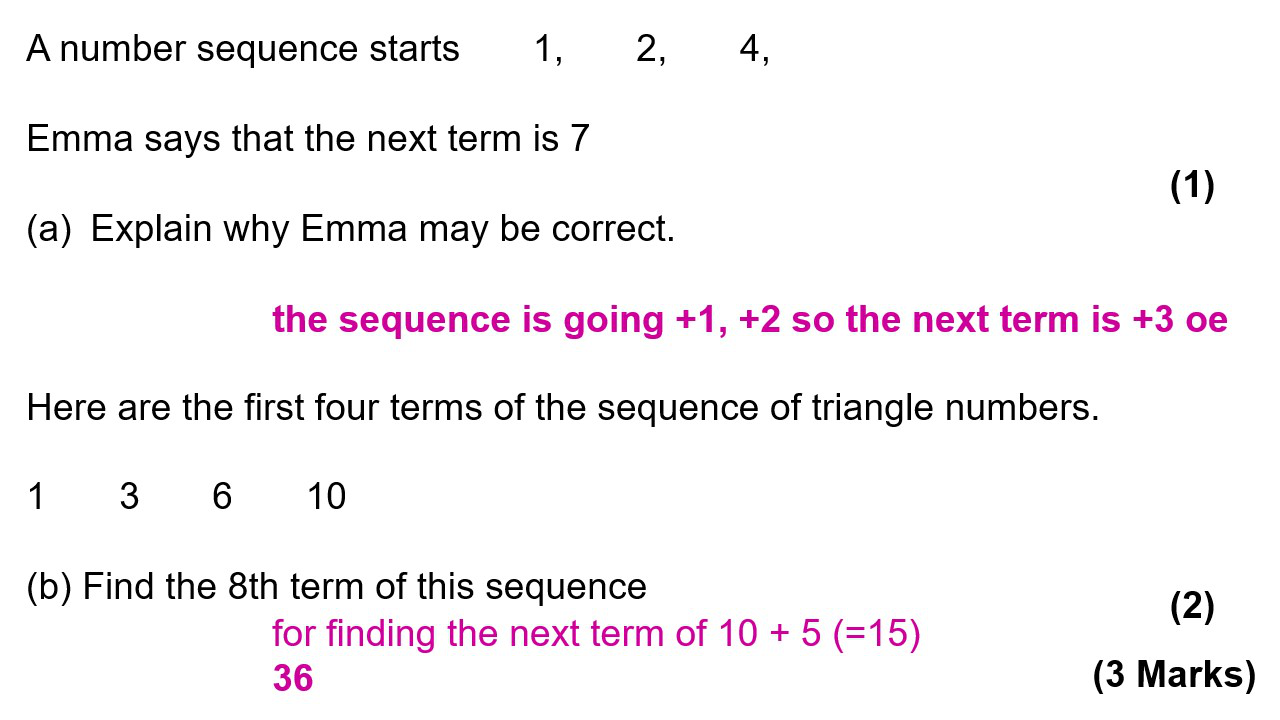 A number sequence starts 1, 2, 4,
Emma says that the next term is 7
(1)
(a) Explain why Emma may be correct.
the sequence is going +1, +2 so the next term is +3 oe
Here are the first four terms of the sequence of triangle numbers.
1 3 6 10
(b) Find the 8th term of this sequence
(2)
for finding the next term of 10 + 5 (=15)
36
(3 Marks)